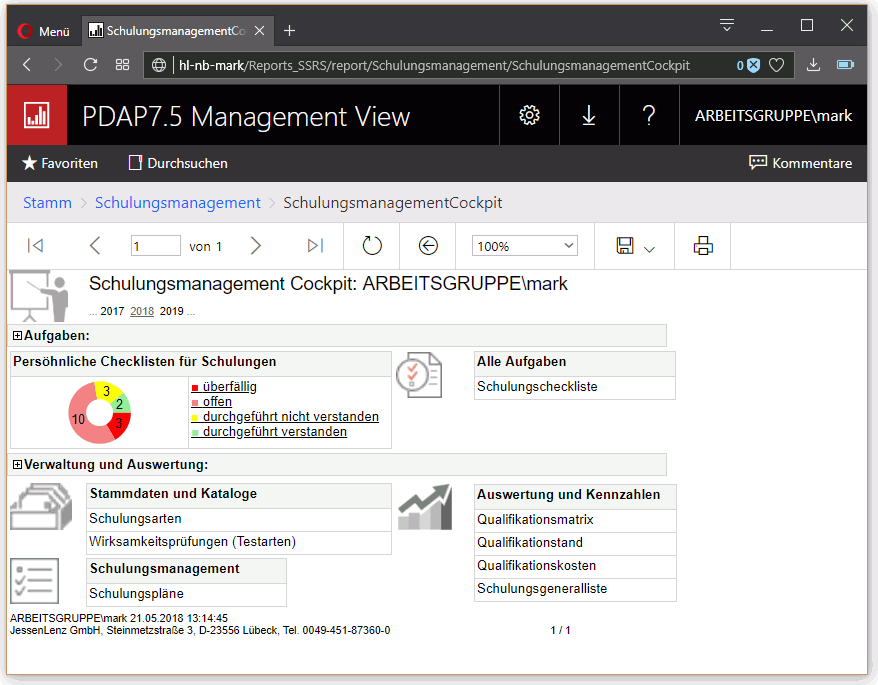 Menü
SchulungsmanagementCo
0
hl-nb-mark/Reports_SSRS/report/Schulungsmanagement/SchulungsmanagementCockpit
PDAP7.5 Management View
?
ARBEITSGRUPPE\mark
Favoriten
Durchsuchen
Kommentare
Stamm > Schulungsmanagement > SchulungsmanagementCockpit
1 von 1
100%
Schulungsmanagement Cockpit: ARBEITSGRUPPE\mark
... 2017 2018 2019 ...
Aufgaben:
Persöhnliche Checklisten für Schulungen
3
2
10
3
überfällig
offen
durchgeführt nicht verstanden
durchgeführt verstanden
Alle Aufgaben
Schulungscheckliste
Verwaltung und Auswertung:
Stammdaten und Kataloge
Schulungsarten
Wirksamkeitsprüfungen (Testarten)
Auswertung und Kennzahlen
Qualifikationsmatrix
Qualifikationstand
Qualifikationskosten
Schulungsgeneralliste
Schulungsmanagement
Schulungspläne
ARBEITSGRUPPE\mark 21.05.2018 13:14:45
JessenLenz GmbH, Steinmetzstraße 3, D-23556 Lübeck, Tel. 0049-451-87360-0
1 / 1